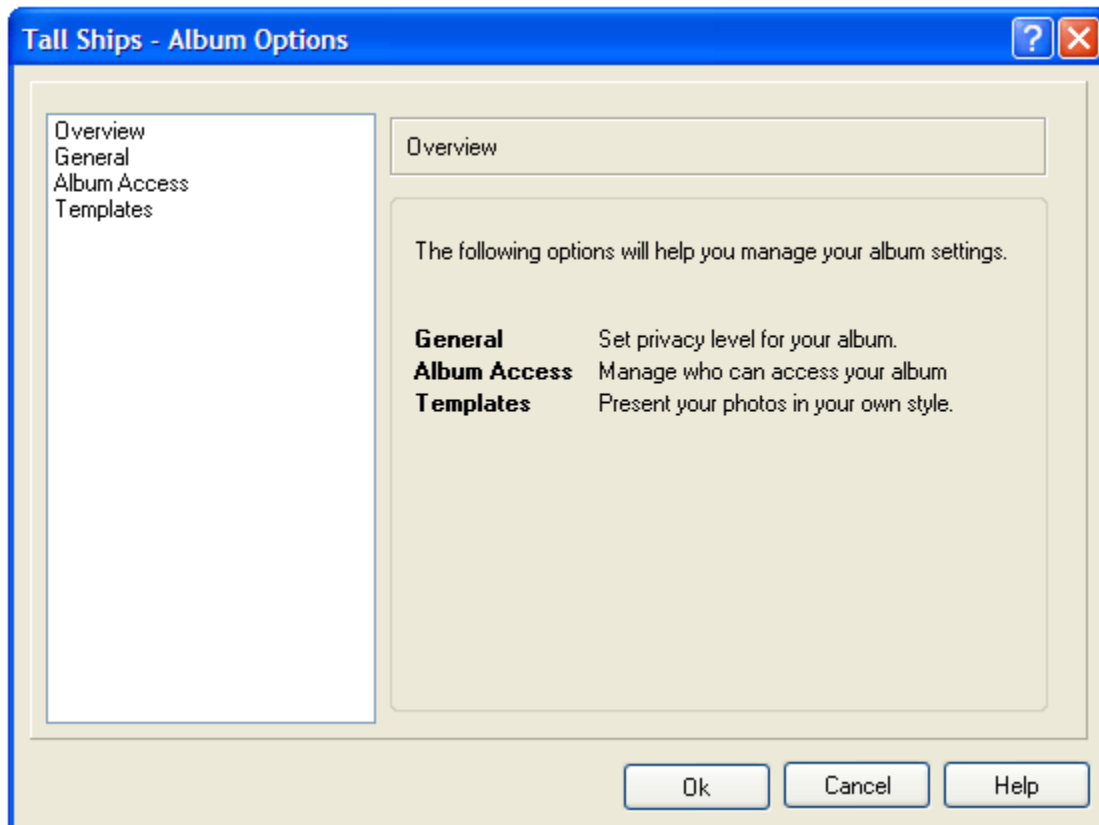 Tall Ships - Album Options
Overview
General
Album Access
Templates
Overview
The following options will help you manage your album settings.
General Set privacy level for your album.
Album Access Manage who can access your album
Templates Present your photos in your own style.
Ok Cancel Help